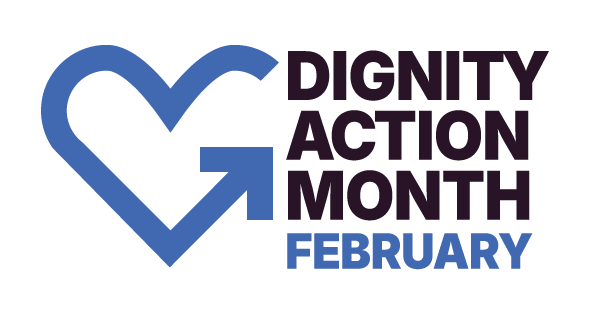 DIGNITY
ACTION
MONTH
FEBRUARY